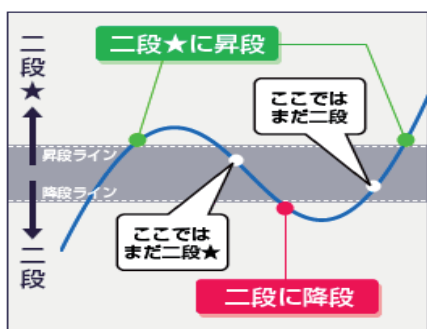 二段★
二段★に昇段
ここでは
まだ二段
昇段ライン
降段ライン
ここでは
まだ二段★
二段
二段に降段